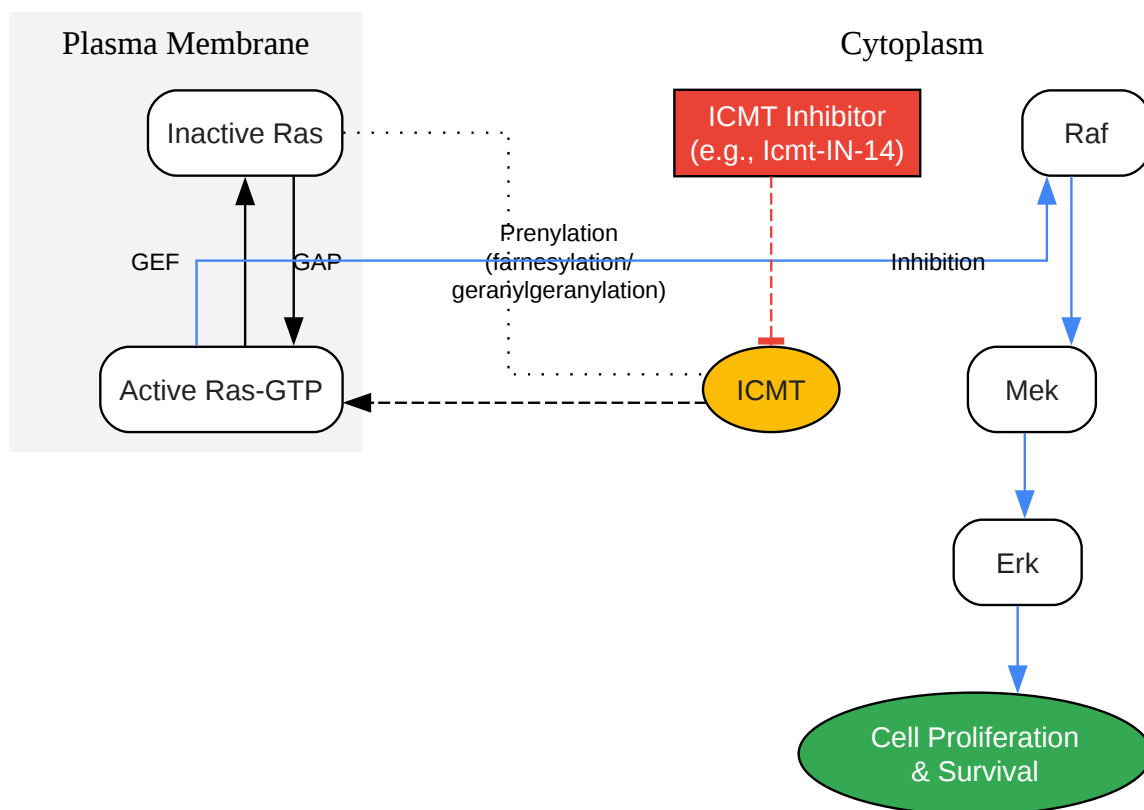 Plasma Membrane
Cytoplasm
Inactive Ras
ICMT Inhibitor
(e.g., Icmt-IN-14)
Raf
GEF
GAP
Prenylation
(farnesylation/
geranylgeranylation)
Inhibition
Active Ras-GTP
ICMT
Mek
Erk
Cell Proliferation
& Survival